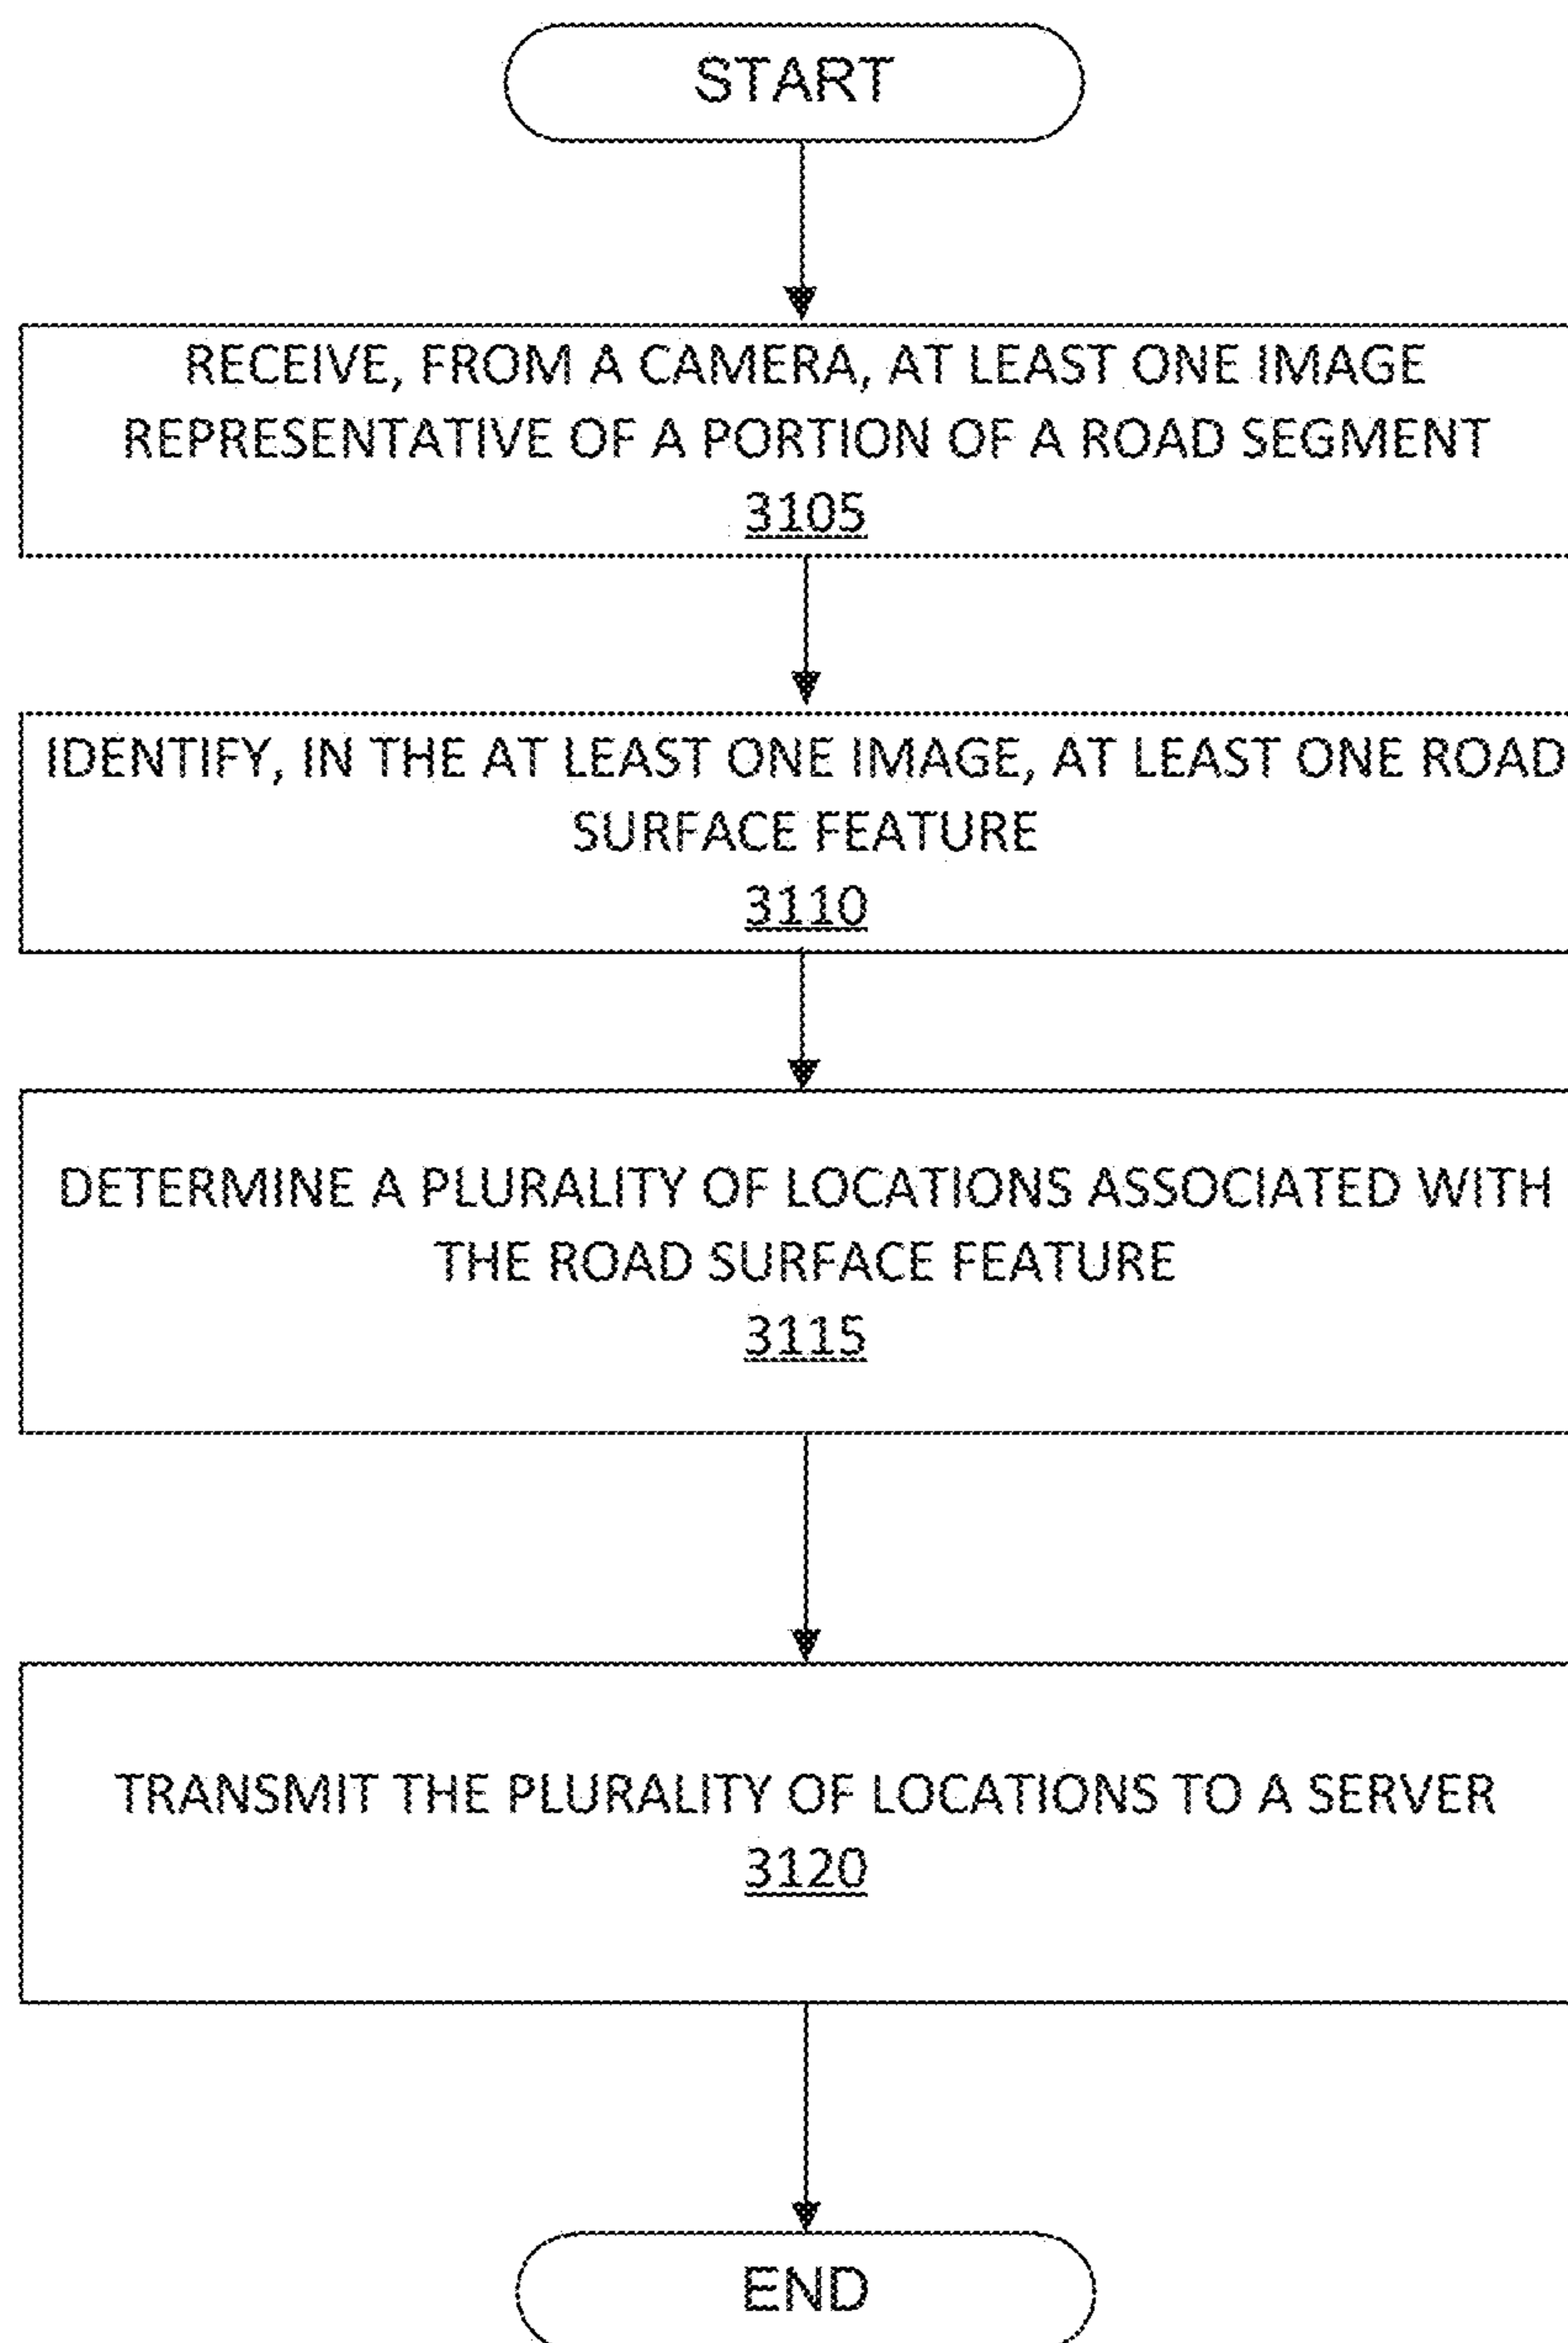 START
RECEIVE, FROM A CAMERA, AT LEAST ONE IMAGE
REPRESENTATIVE OF A PORTION OF A ROAD SEGMENT
3105
IDENTIFY, IN THE AT LEAST ONE IMAGE, AT LEAST ONE ROAD
SURFACE FEATURE
3110
DETERMINE A PLURALITY OF LOCATIONS ASSOCIATED WITH
THE ROAD SURFACE FEATURE
3115
TRANSMIT THE PLURALITY OF LOCATIONS TO A SERVER
3120
END